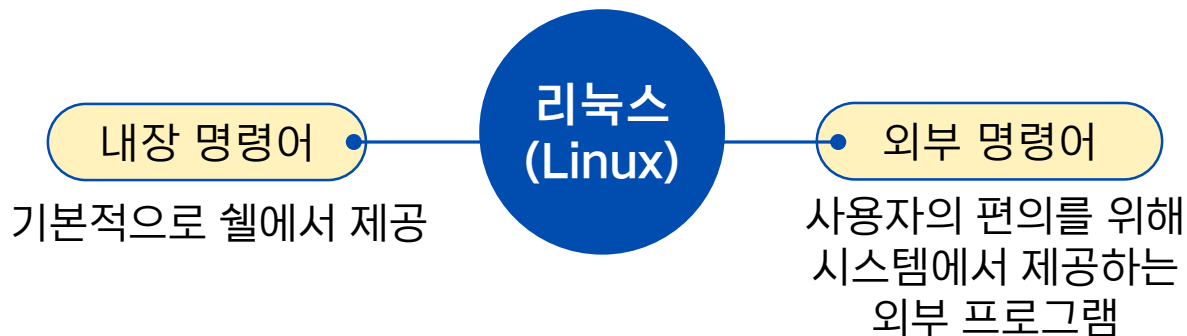 리눅스
(Linux)
내장 명령어
기본적으로 쉘에서 제공
외부 명령어
사용자의 편의를 위해
시스템에서 제공하는
외부 프로그램